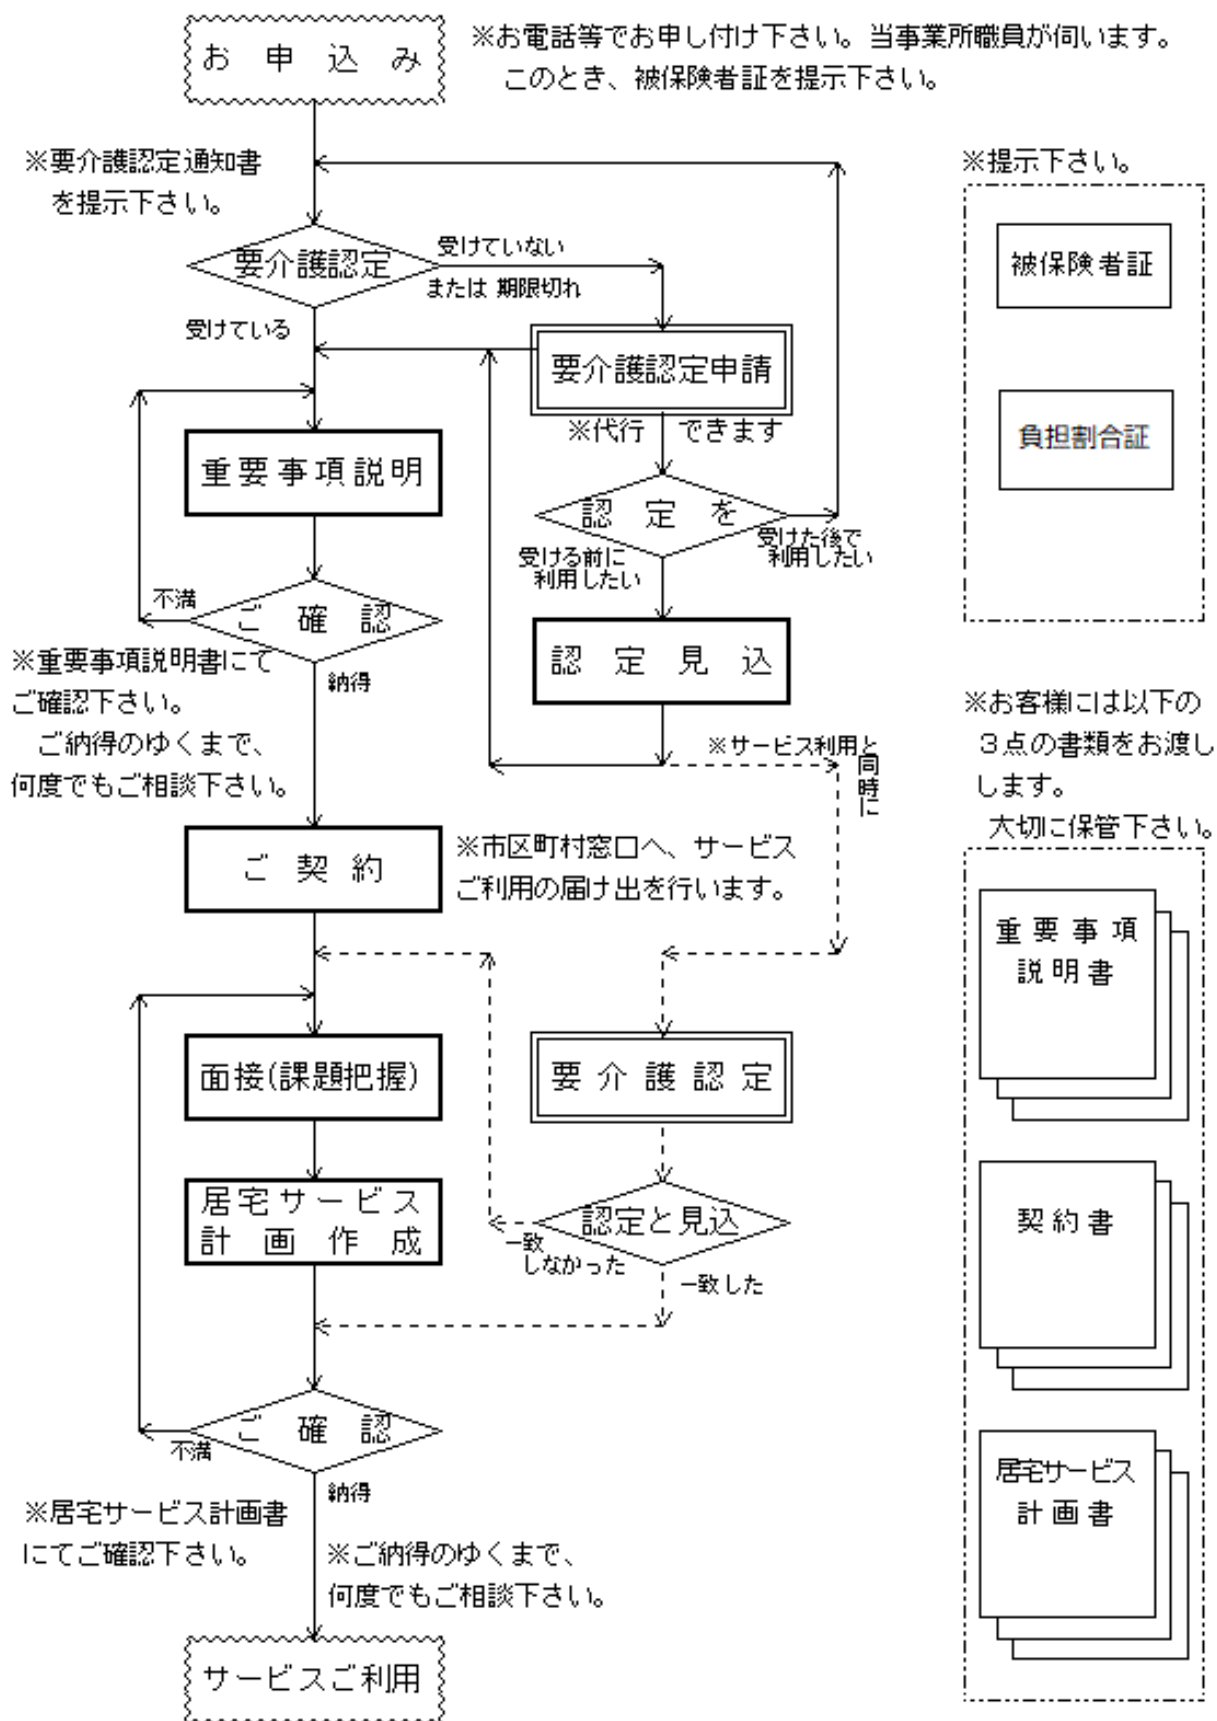 お申込み
※お電話等でお申し付け下さい。当事業所職員が伺います。
このとき、被保険者証を提示下さい。
※要介護認定通知書
を提示下さい。
要介護認定
受けていない
または 期限切れ
受けている
要介護認定申請
※代行 できます
重要事項説明
認定を
受けた後で
利用したい
受ける前に
利用したい
ご確認
不満
納得
認定見込
※重要事項説明書にて
ご確認下さい。
ご納得のゆくまで、
何度でもご相談下さい。
※サービス利用と
同時に
ご契約
※市区町村窓口へ、サービス
ご利用の届け出を行います。
面接(課題把握)
要介護認定
居宅サービス
計画作成
認定と見込
一致
しなかった
一致した
ご確認
不満
納得
※居宅サービス計画書
にてご確認下さい。
※ご納得のゆくまで、
何度でもご相談下さい。
サービスご利用
※提示下さい。
被保険者証
負担割合証
※お客様には以下の
３点の書類をお渡し
します。
大切に保管下さい。
重要事項
説明書
契約書
居宅サービス
計画書